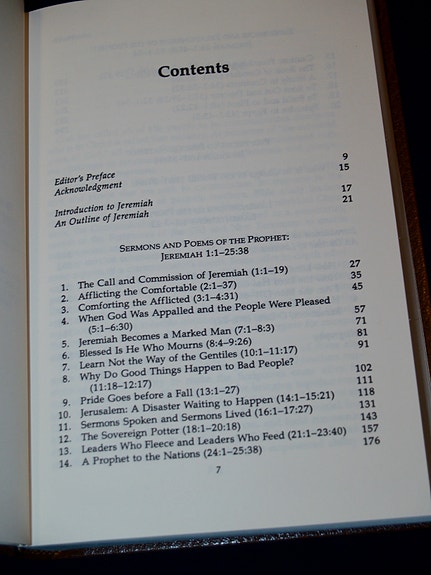 Contents
Editor's Preface 9
Acknowledgment 15
Introduction to Jeremiah 17
An Outline of Jeremiah 21
SERMONS AND POEMS OF THE PROPHET:
JEREMIAH 1:1–25:38
1. The Call and Commission of Jeremiah (1:1–19) 27
2. Afflicting the Comfortable (2:1–37) 35
3. Comforting the Afflicted (3:1–4:31) 45
4. When God Was Appalled and the People Were Pleased
(5:1–6:30) 57
5. Jeremiah Becomes a Marked Man (7:1–8:3) 71
6. Blessed Is He Who Mourns (8:4–9:26) 81
7. Learn Not the Way of the Gentiles (10:1–11:17) 91
8. Why Do Good Things Happen to Bad People?
(11:18–12:17) 102
9. Pride Goes before a Fall (13:1–27) 111
10. Jerusalem: A Disaster Waiting to Happen (14:1–15:21) 118
11. Sermons Spoken and Sermons Lived (16:1–17:27) 131
12. The Sovereign Potter (18:1–20:18) 143
13. Leaders Who Fleece and Leaders Who Feed (21:1–23:40) 157
14. A Prophet to the Nations (24:1–25:38) 176
7